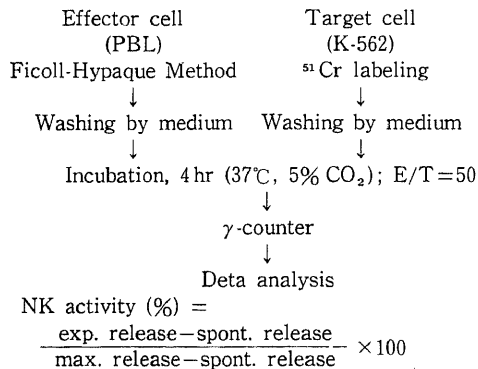 Effector cell Target cell
(PBL) (K-562)
Ficoll-Hypaque Method ⁵¹Cr labeling
↓ ↓
Washing by medium Washing by medium
↓ ↓
Incubation, 4 hr (37℃, 5% CO₂); E/T=50
↓
γ-counter
↓
Deta analysis
NK activity (%) =
exp. release−spont. release
max. release−spont. release ×100